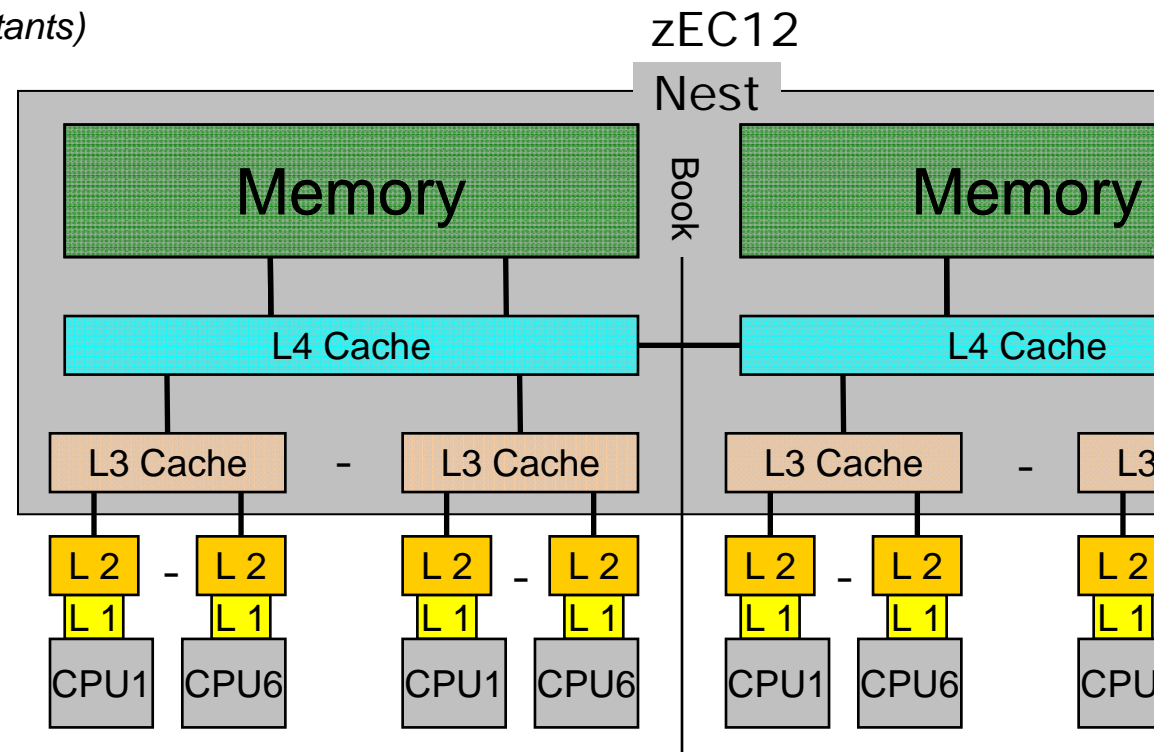 tants)
zEC12
Nest
Memory Memory
Book
L4 Cache L4 Cache
L3 Cache - L3 Cache L3 Cache - L3
L 2 - L 2 L 2 - L 2 L 2 - L 2 L 2
L 1 L 1 L 1 L 1 L 1 L 1 L 1
CPU1 CPU6 CPU1 CPU6 CPU1 CPU6 CPU